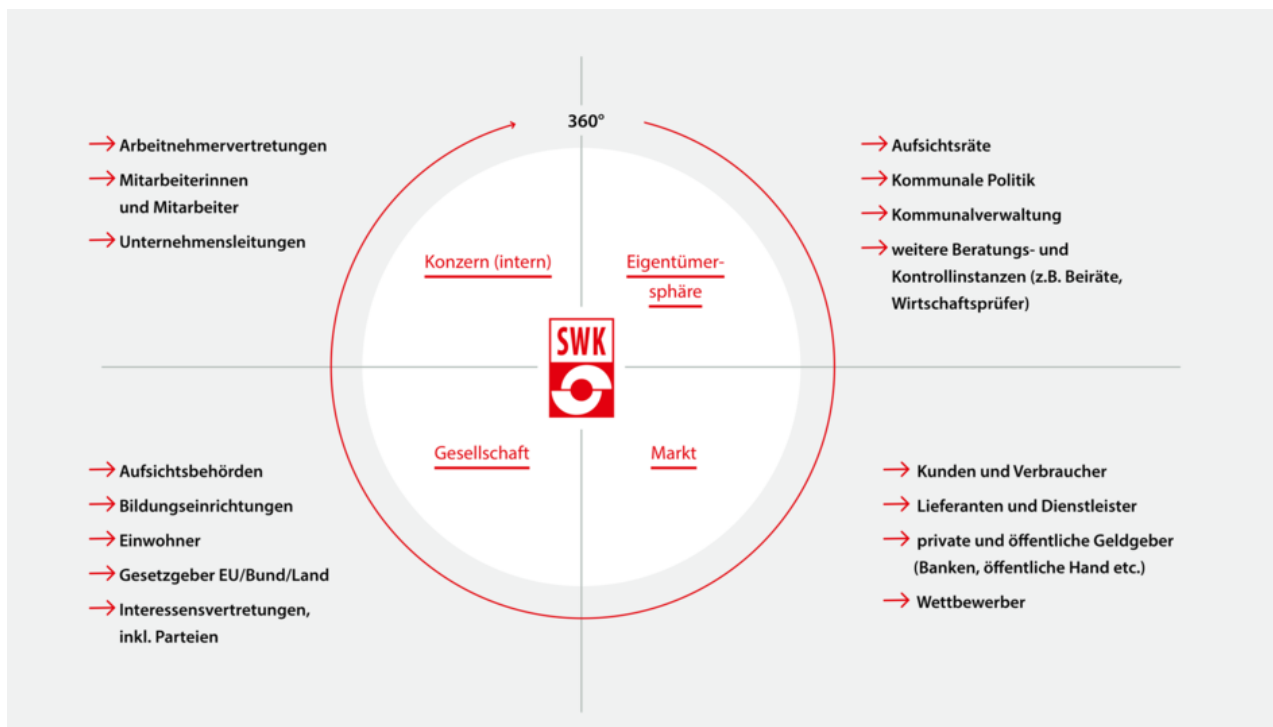 360°
Arbeitnehmervertretungen
Mitarbeiterinnen
und Mitarbeiter
Unternehmensleitungen
Aufsichtsräte
Kommunale Politik
Kommunalverwaltung
weitere Beratungs- und
Kontrollinstanzen (z.B. Beiräte,
Wirtschaftsprüfer)
Konzern (intern)
Eigentümer-
sphäre
SWK
Gesellschaft
Markt
Aufsichtsbehörden
Bildungseinrichtungen
Einwohner
Gesetzgeber EU/Bund/Land
Interessensvertretungen,
inkl. Parteien
Kunden und Verbraucher
Lieferanten und Dienstleister
private und öffentliche Geldgeber
(Banken, öffentliche Hand etc.)
Wettbewerber